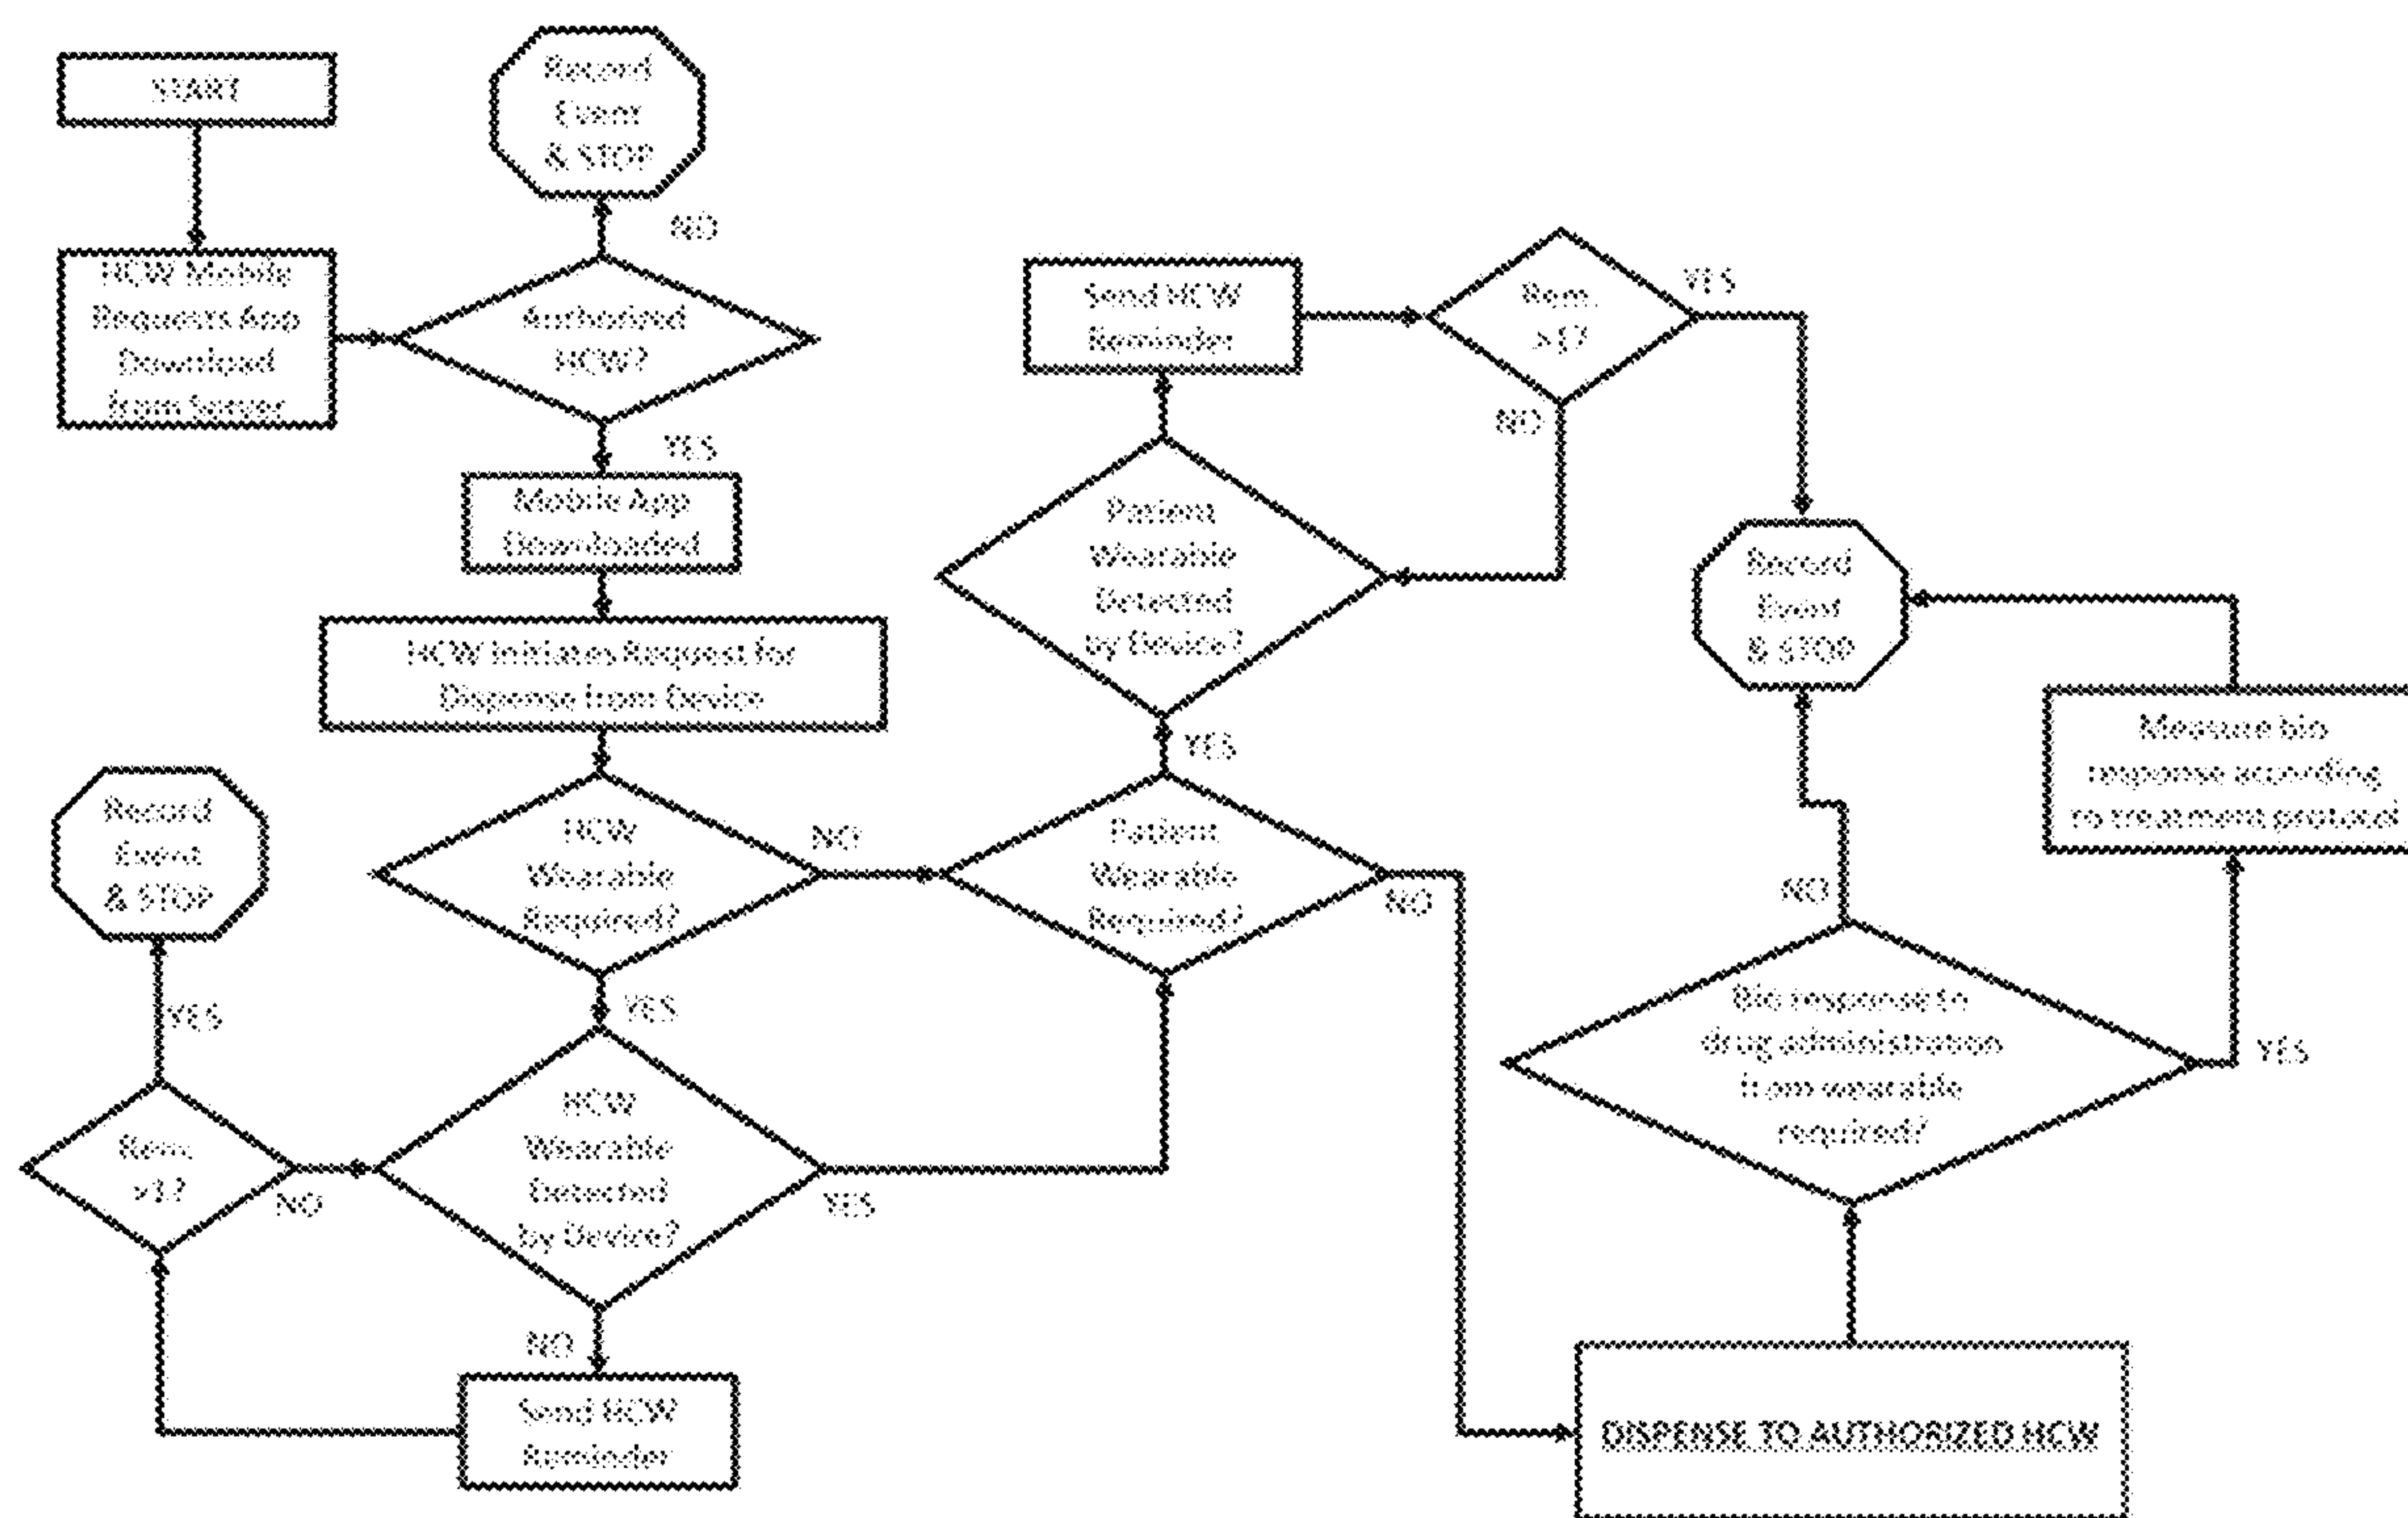 START
HCW Mobile
Requests App
Download
from Server
Record
Event
& STOP
NO
Authorized
HCW?
YES
Mobile App
Downloaded
HCW Initiates Request for
Dispense from Device
HCW
Wearable
Required?
NO
YES
HCW
Wearable
Detected
by Device?
YES
NO
NO
Send HCW
Reminder
Rem.
>1?
YES
Record
Event
& STOP
Patient
Wearable
Required?
YES
NO
Patient
Wearable
Detected
by Device?
Send HCW
Reminder
Rem.
>1?
YES
NO
Record
Event
& STOP
Measure bio
response according
ro treatment protocol
NO
Bio response to
drug administration
from wearable
required?
YES
DISPENSE TO AUTHORIZED HCW